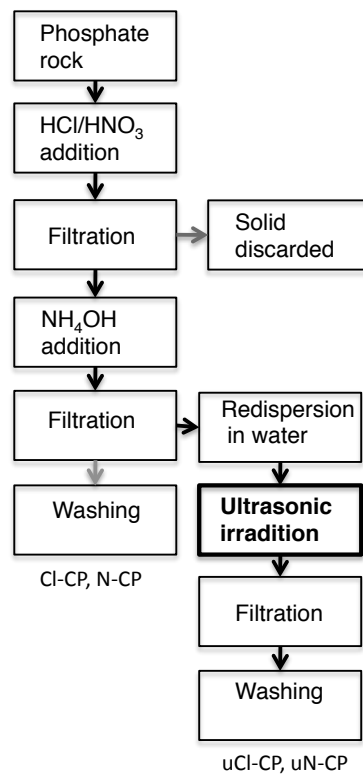 Phosphate
rock
HCl/HNO₃
addition
Filtration
Solid
discarded
NH₄OH
addition
Filtration
Redispersion
in water
Washing
Cl-CP, N-CP
Ultrasonic
irradition
Filtration
Washing
uCl-CP, uN-CP